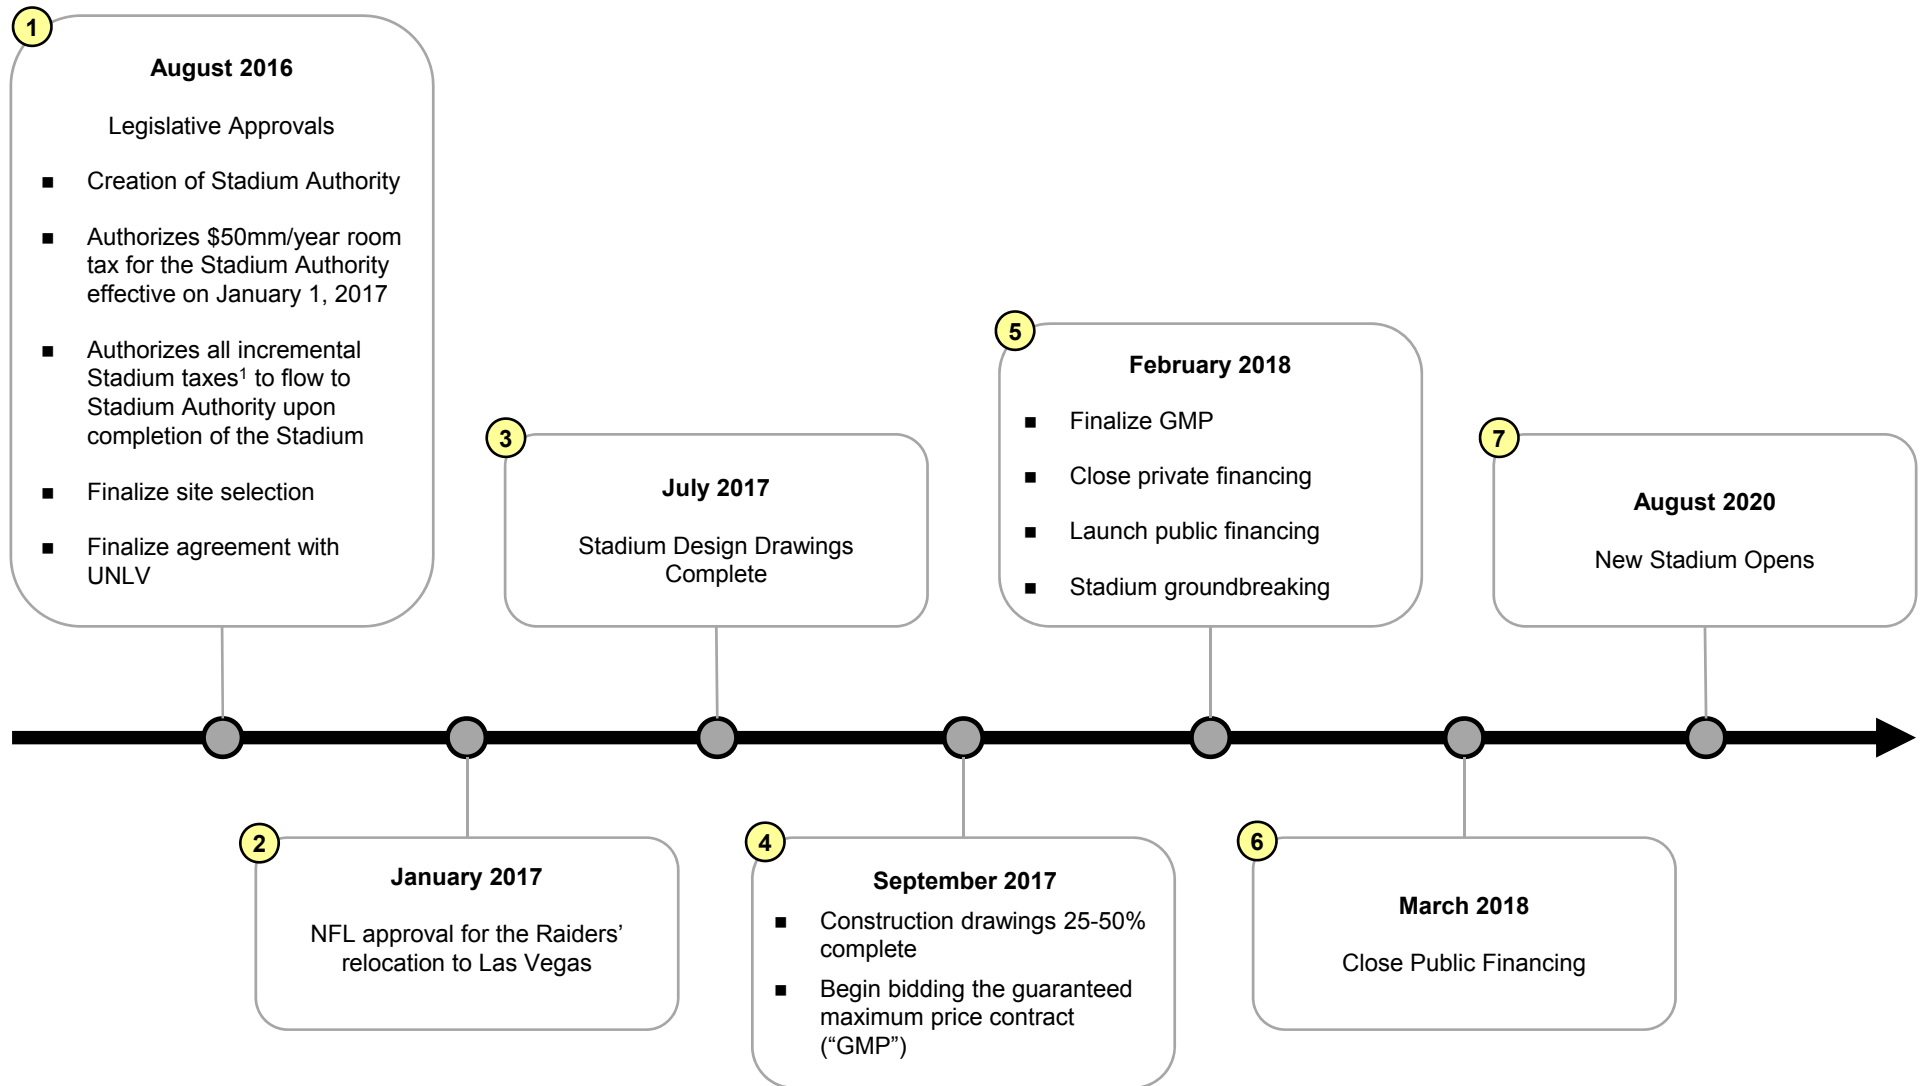 1
August 2016
Legislative Approvals
■ Creation of Stadium Authority
■ Authorizes $50mm/year room
tax for the Stadium Authority
effective on January 1, 2017
■ Authorizes all incremental
Stadium taxes¹ to flow to
Stadium Authority upon
completion of the Stadium
■ Finalize site selection
■ Finalize agreement with
UNLV
2
January 2017
NFL approval for the Raiders’
relocation to Las Vegas
3
July 2017
Stadium Design Drawings
Complete
4
September 2017
■ Construction drawings 25-50%
complete
■ Begin bidding the guaranteed
maximum price contract
(“GMP”)
5
February 2018
■ Finalize GMP
■ Close private financing
■ Launch public financing
■ Stadium groundbreaking
6
March 2018
Close Public Financing
7
August 2020
New Stadium Opens